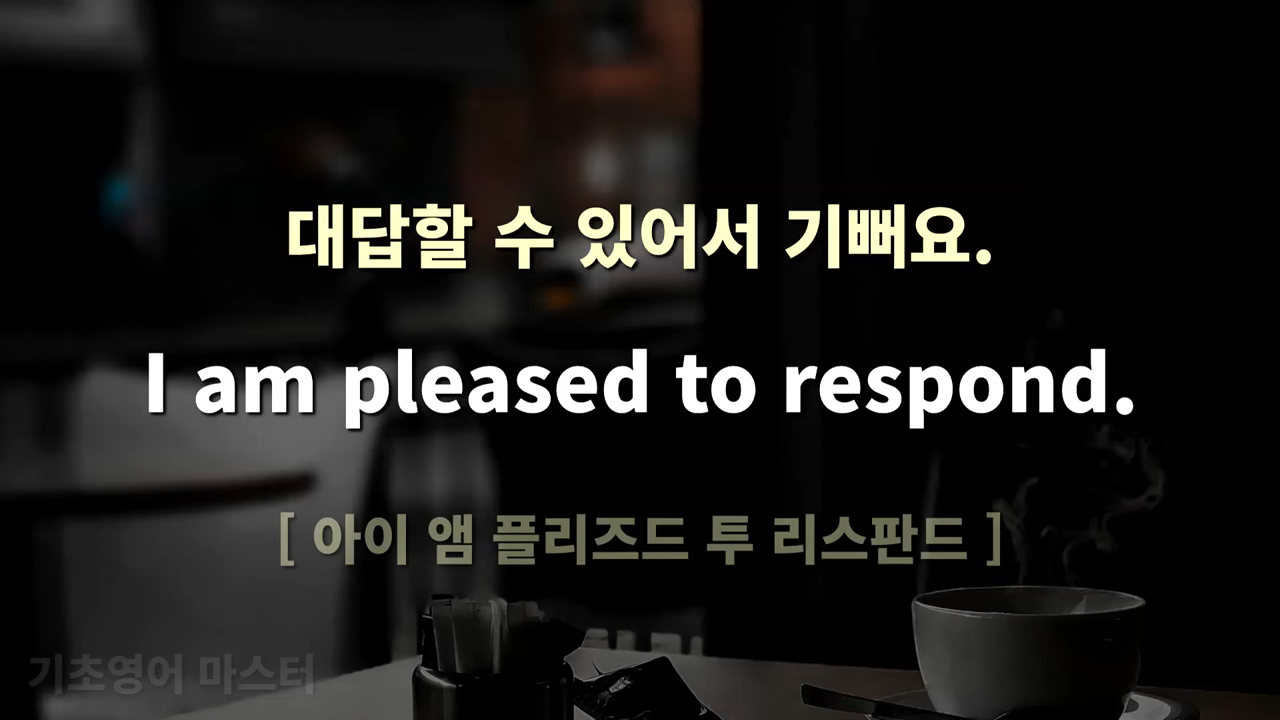 대답할 수 있어서 기뻐요.
I am pleased to respond.
[ 아이 앰 플리즈드 투 리스판드 ]
기초영어 마스터